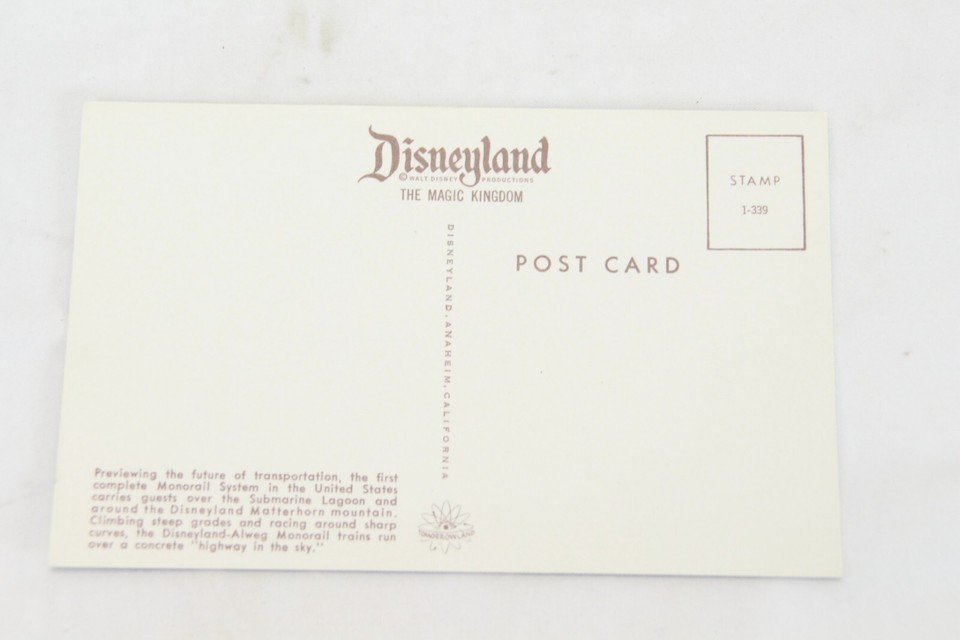 Disneyland
© WALT DISNEY PRODUCTIONS
THE MAGIC KINGDOM
STAMP
1-339
POST CARD
DISNEYLAND, ANAHEIM, CALIFORNIA
Previewing the future of transportation, the first
complete Monorail System in the United States
carries guests over the Submarine Lagoon and
around the Disneyland Matterhorn mountain.
Climbing steep grades and racing around sharp
curves, the Disneyland-Alweg Monorail trains run
over a concrete "highway in the sky."